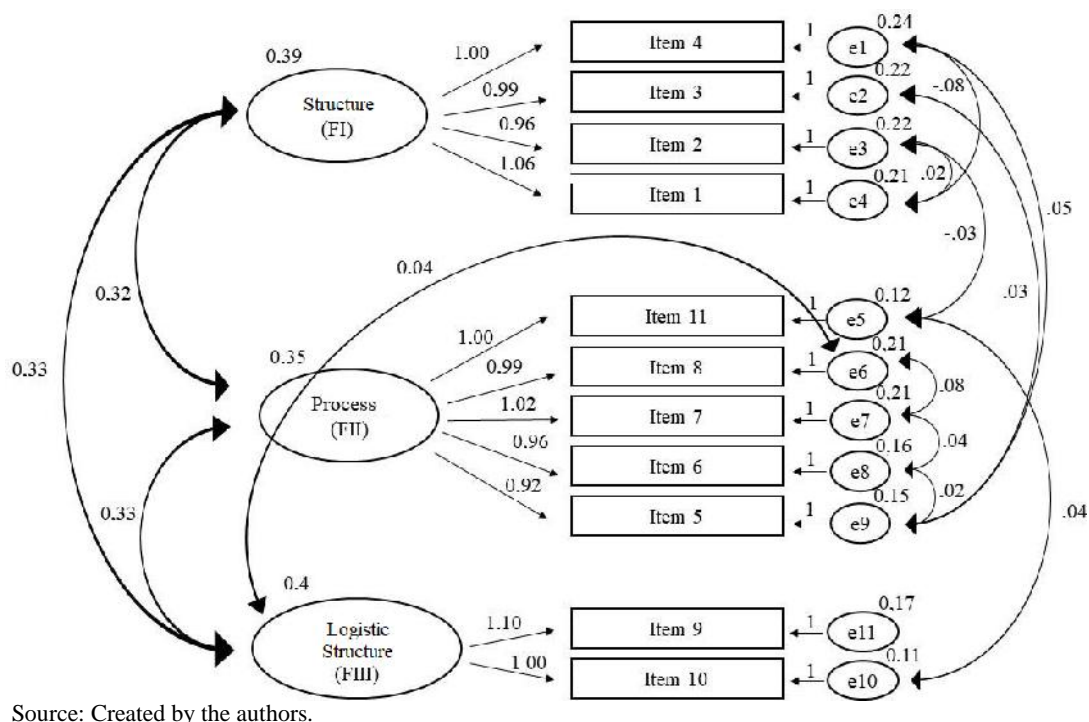 0.24
1
Item 4
e1
0.39
1.00
0.22
1
Structure
(FI)
0.99
Item 3
e2
-.08
0.96
0.22
1
Item 2
e3
1.06
0.21
.02
1
Item 1
e4
.05
-.03
0.04
0.32
.03
0.12
1
Item 11
e5
1.00
0.33
0.35
0.21
1
Item 8
e6
0.99
.08
Process
(FII)
1.02
0.21
1
Item 7
e7
0.96
.04
0.16
1
Item 6
e8
0.92
.02
0.33
0.15
1
Item 5
e9
.04
0.4
0.17
1.10
1
Item 9
e11
Logistic
Structure
(FIII)
1.00
0.11
1
Item 10
e10
Source: Created by the authors.